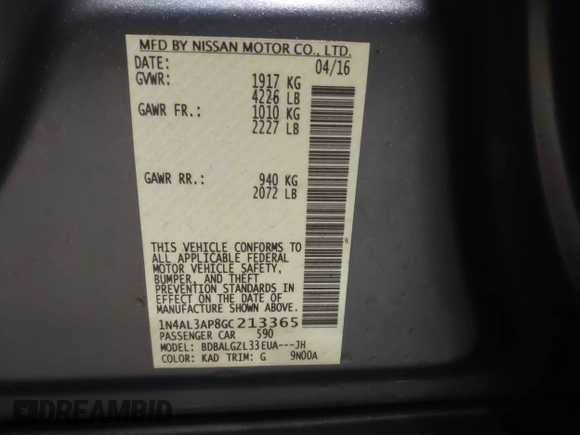 MFD BY NISSAN MOTOR CO., LTD.
DATE: 04/16
GVWR: 1917 KG
4226 LB
GAWR FR.: 1010 KG
2227 LB
GAWR RR.: 940 KG
2072 LB
THIS VEHICLE CONFORMS TO
ALL APPLICABLE FEDERAL
MOTOR VEHICLE SAFETY,
BUMPER, AND THEFT
PREVENTION STANDARDS
IN EFFECT ON THE DATE OF
MANUFACTURE SHOWN ABOVE.
1N4AL3AP8GC213365
PASSENGER CAR 590
MODEL: BDBALGZL33EUA---JH
COLOR: KAD TRIM: G 9N00A
DREAMBID